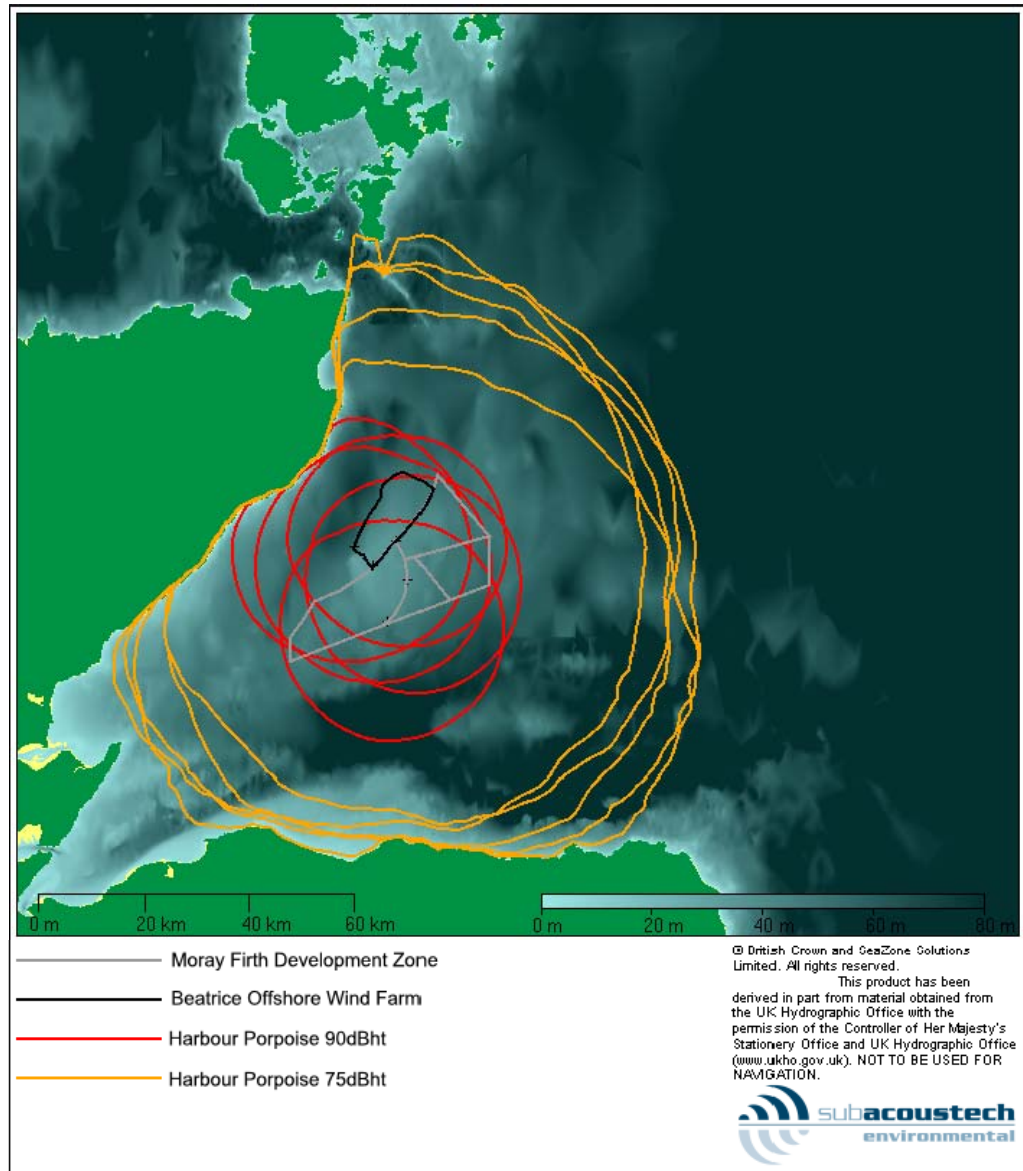 0 m 20 km 40 km 60 km 0 m 20 m 40 m 60 m 80 m
Moray Firth Development Zone
Beatrice Offshore Wind Farm
Harbour Porpoise 90dBht
Harbour Porpoise 75dBht
© British Crown and SeaZone Solutions
Limited. All rights reserved.
This product has been
derived in part from material obtained from
the UK Hydrographic Office with the
permission of the Controller of Her Majesty's
Stationery Office and UK Hydrographic Office
(www.ukho.gov.uk). NOT TO BE USED FOR
NAVIGATION.
subacoustech
environmental